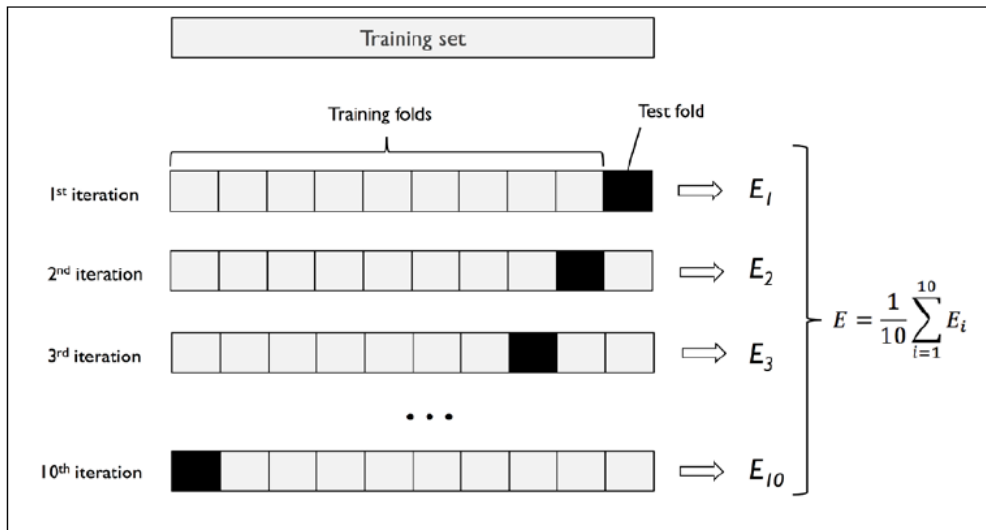 Training set
Training folds
Test fold
1st iteration
E1
2nd iteration
E2
3rd iteration
E3
E = 1/10 10∑i=1 Ei
...
10th iteration
E10